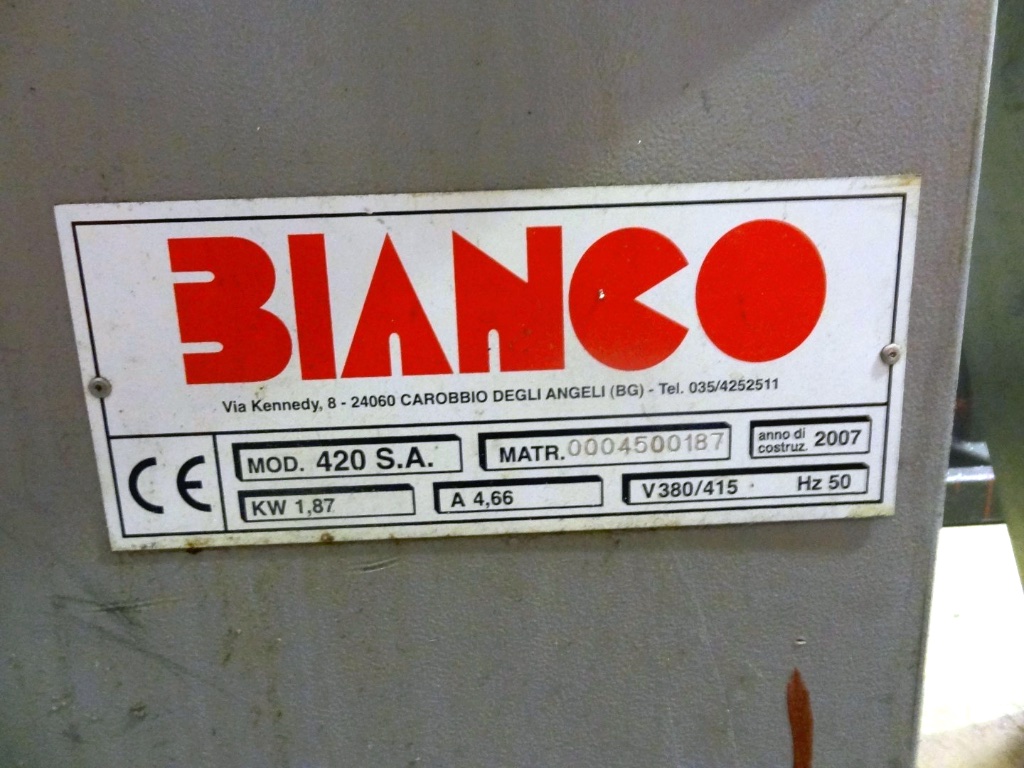 BIANCO
Via Kennedy, 8 - 24060 CAROBBIO DEGLI ANGELI (BG) - Tel. 035/4252511
CE
MOD. 420 S.A.
MATR. 0004500187
anno di costruz. 2007
KW 1,87
A 4,66
V 380/415 Hz 50